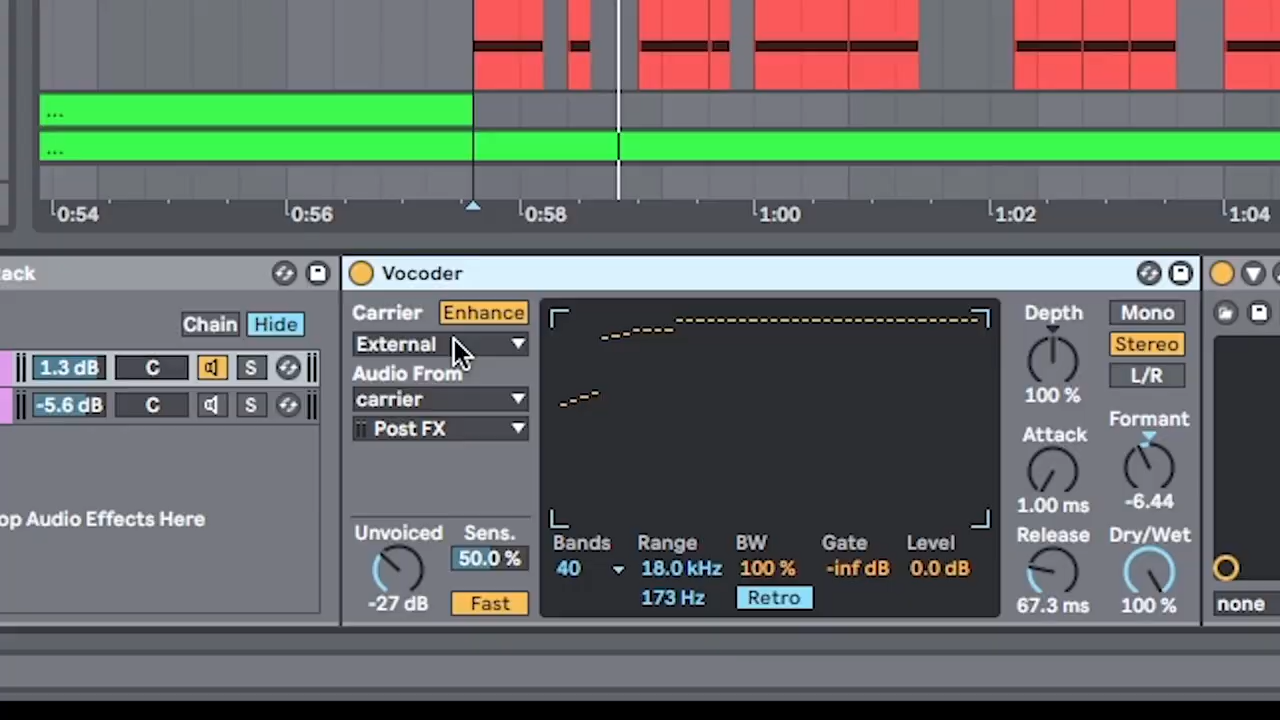 ...
...
0:54 0:56 0:58 1:00 1:02 1:04
ack
Vocoder
Chain Hide
1.3 dB C S
-5.6 dB C S
op Audio Effects Here
Carrier Enhance
External
Audio From
carrier
Post FX
Unvoiced Sens.
50.0 %
-27 dB Fast
Bands Range BW Gate Level
40 18.0 kHz 100 % -inf dB 0.0 dB
173 Hz Retro
Depth
100 %
Attack
1.00 ms
Release
67.3 ms
Mono
Stereo
L/R
Formant
-6.44
Dry/Wet
100 %
none